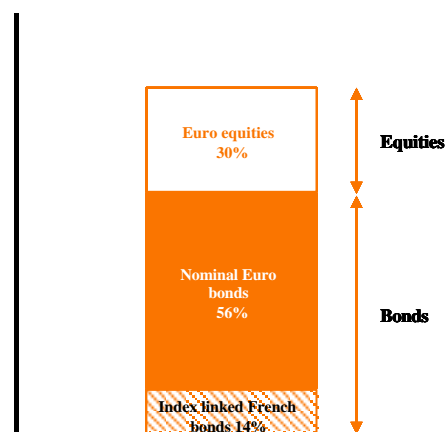 Euro equities
30%
Equities
Nominal Euro
bonds
56%
Bonds
Index linked French
bonds 14%